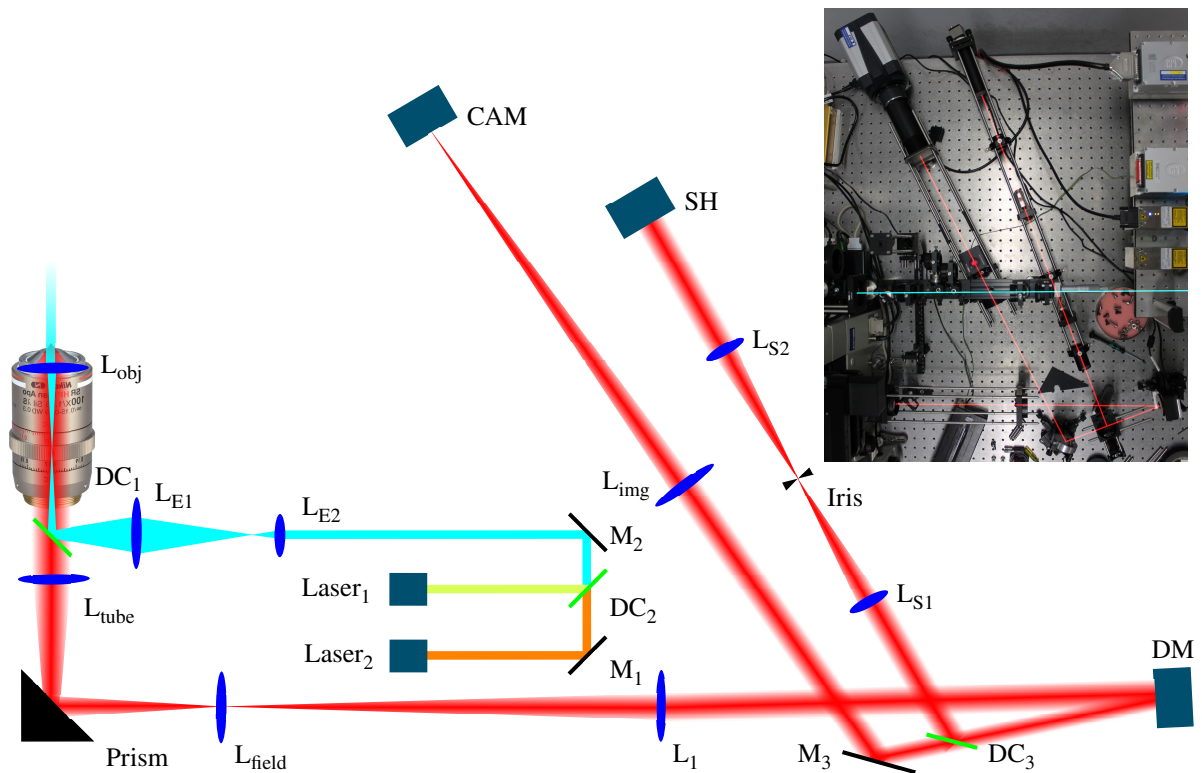 CAM
SH
L_S2
L_obj
DC_1
L_E1
L_E2
L_img
Iris
M_2
Laser_1
DC_2
L_S1
L_tube
Laser_2
M_1
DM
Prism
L_field
L_1
M_3
DC_3